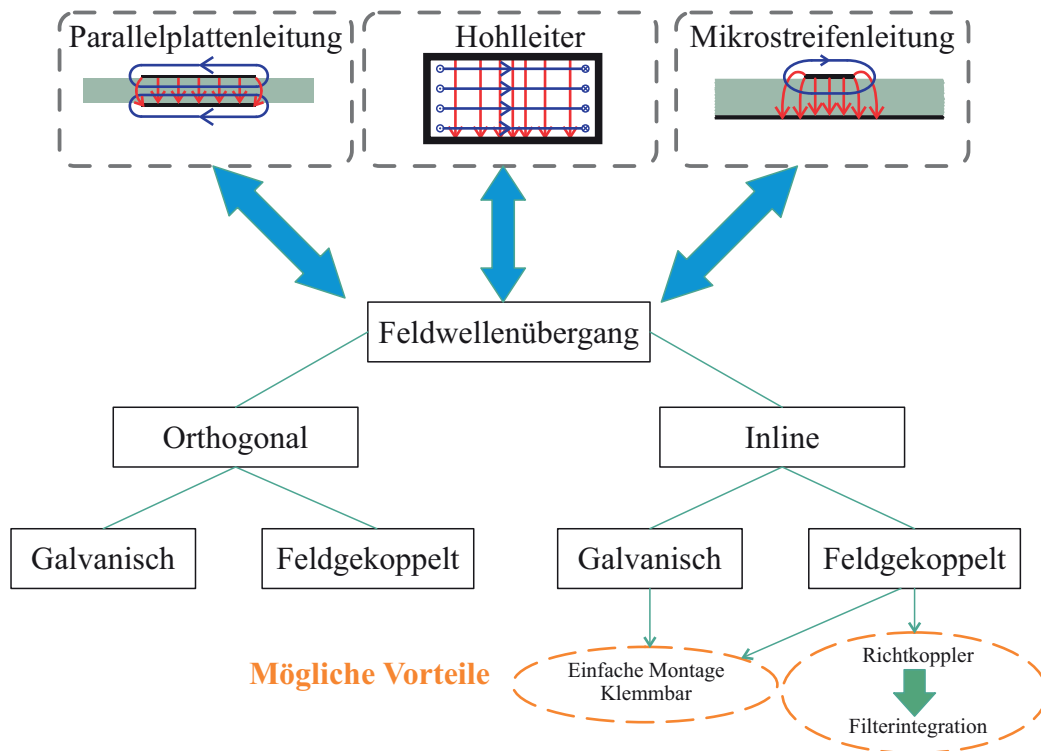 Parallelplattenleitung
Hohlleiter
Mikrostreifenleitung
Feldwellenübergang
Orthogonal
Inline
Galvanisch
Feldgekoppelt
Galvanisch
Feldgekoppelt
Mögliche Vorteile
Einfache Montage
Klemmbar
Richtkoppler
Filterintegration